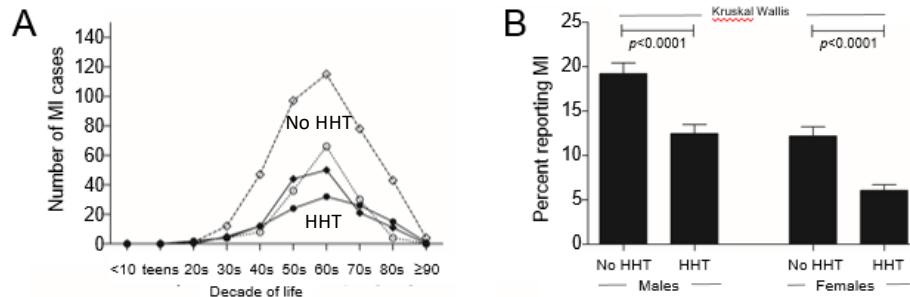 A
Number of MI cases
140
120
100
80
60
40
20
0
No HHT
HHT
<10 teens 20s 30s 40s 50s 60s 70s 80s ≥90
Decade of life
B
Kruskal Wallis
p<0.0001 p<0.0001
Percent reporting MI
25
20
15
10
5
0
No HHT HHT No HHT HHT
Males Females